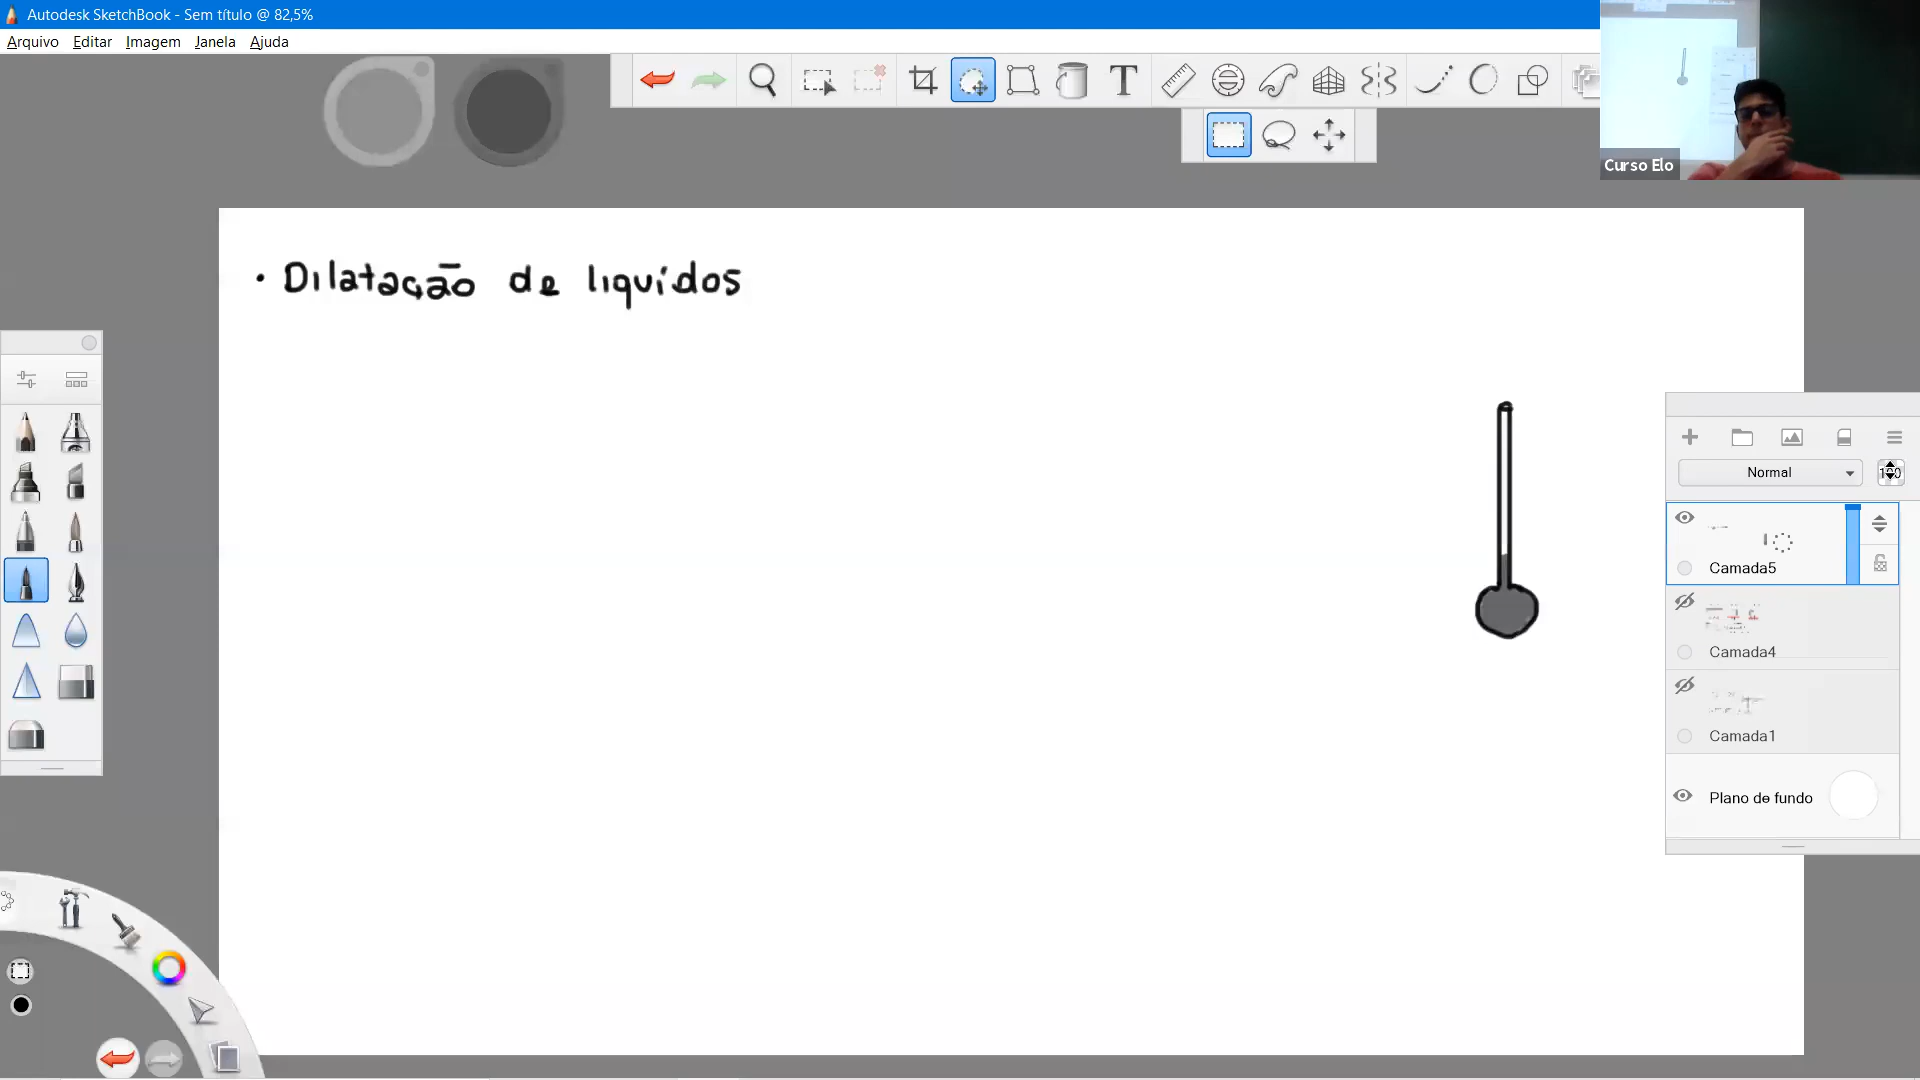 Autodesk SketchBook - Sem título @ 82,5%
Arquivo Editar Imagem Janela Ajuda
T
Curso Elo
• Dilatação de liquídos
Normal
Camada5
Camada4
Camada1
Plano de fundo